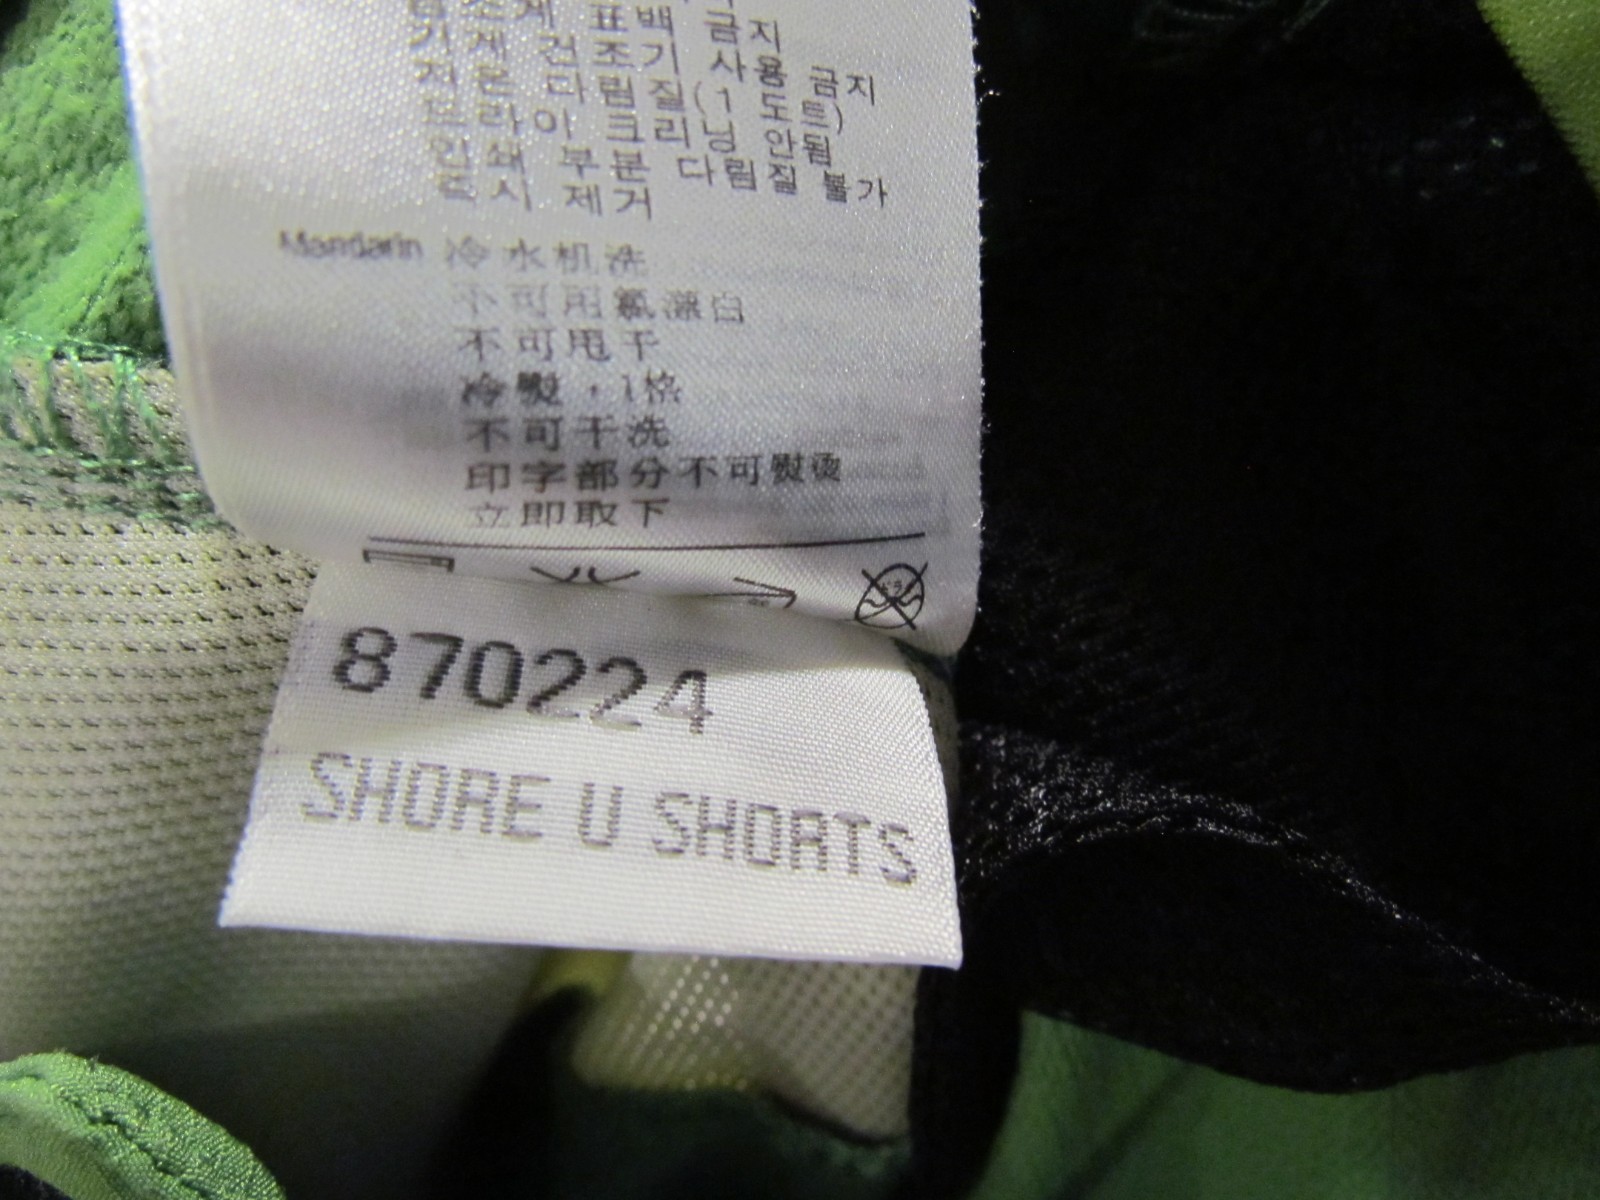 표백 금지
기계 건조기 사용 금지
저온 다림질(1 도트)
드라이 크리닝 안됨
인쇄 부분 다림질 불가
즉시 제거
Mandarin 冷水机洗
不可用氯漂白
不可甩干
冷熨，1格
不可干洗
印字部分不可熨烫
立即取下
870224
SHORE U SHORTS